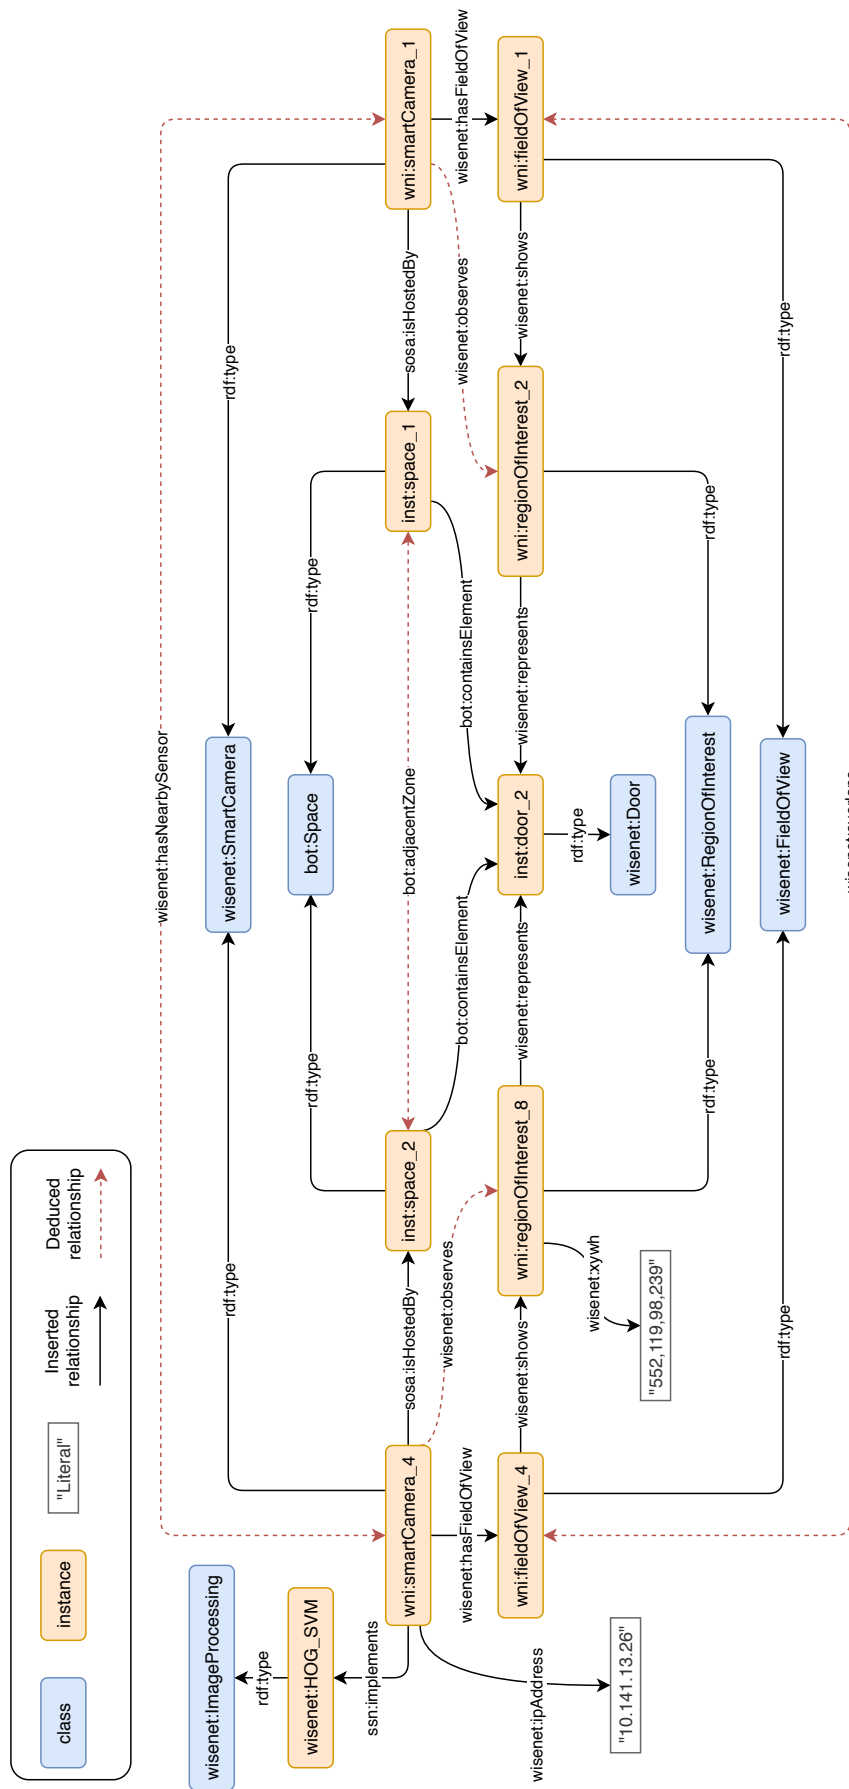 class
instance
"Literal"
Inserted
relationship
Deduced
relationship
wisenet:hasNearbySensor
wisenet:ImageProcessing
rdf:type
wisenet:SmartCamera
rdf:type
rdf:type
wisenet:HOG_SVM
rdf:type
bot:Space
rdf:type
ssn:implements
wni:smartCamera_4
sosa:isHostedBy
inst:space_2
bot:adjacentZone
inst:space_1
sosa:isHostedBy
wni:smartCamera_1
wisenet:hasFieldOfView
wisenet:observes
bot:containsElement
bot:containsElement
wisenet:observes
wisenet:hasFieldOfView
wisenet:ipAddress
wni:fieldOfView_4
wisenet:shows
wni:regionOfInterest_8
wisenet:represents
inst:door_2
wisenet:represents
wni:regionOfInterest_2
wisenet:shows
wni:fieldOfView_1
wisenet:xywh
rdf:type
"10.141.13.26"
"552,119,98,239"
wisenet:Door
rdf:type
wisenet:RegionOfInterest
rdf:type
rdf:type
wisenet:FieldOfView
rdf:type